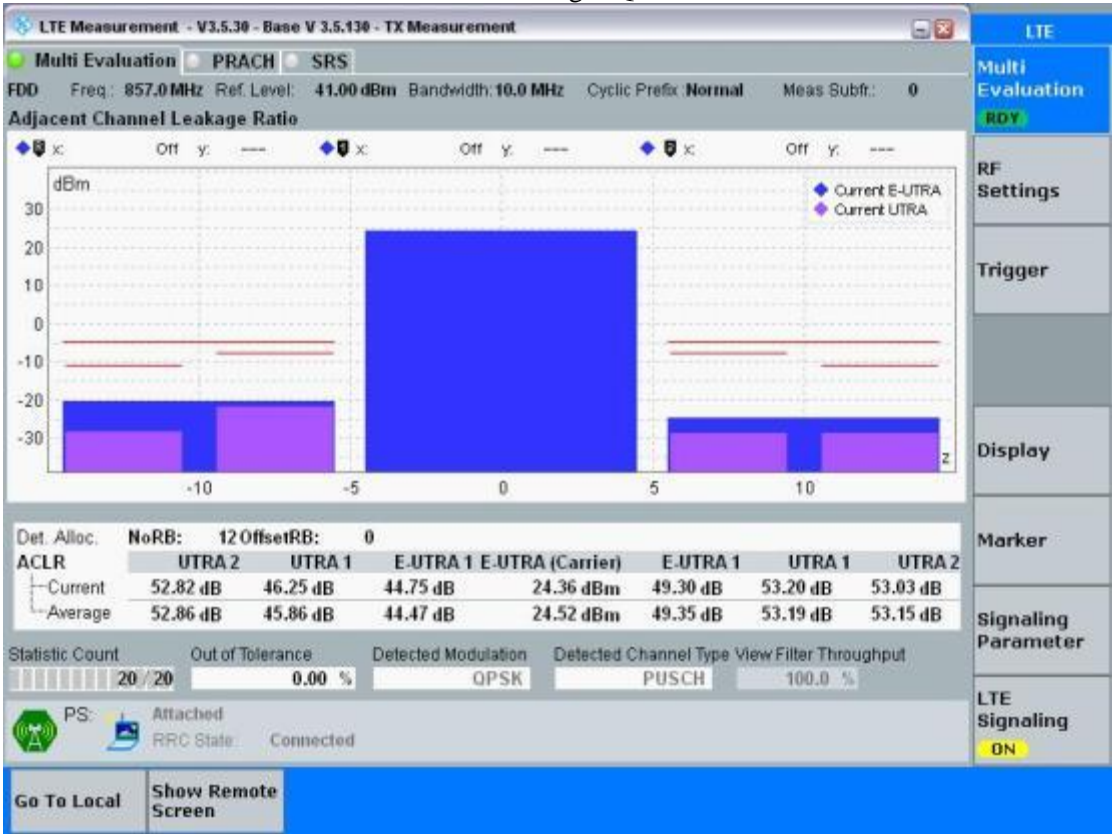 LTE Measurement - V3.5.30 - Base V 3.5.130 - TX Measurement
LTE
Multi Evaluation PRACH SRS
Multi
Evaluation
RDY
FDD Freq.: 857.0 MHz Ref. Level: 41.00 dBm Bandwidth: 10.0 MHz Cyclic Prefix: Normal Meas Subfr.: 0
Adjacent Channel Leakage Ratio
x: Off y: --- x: Off y: --- x: Off y: ---
dBm
Current E-UTRA
Current UTRA
30
20
10
0
-10
-20
-30
z
-10 -5 0 5 10
RF
Settings
Trigger
Display
Marker
Signaling
Parameter
LTE
Signaling
ON
Det. Alloc. NoRB: 12 OffsetRB: 0
ACLR UTRA 2 UTRA 1 E-UTRA 1 E-UTRA (Carrier) E-UTRA 1 UTRA 1 UTRA 2
Current 52.82 dB 46.25 dB 44.75 dB 24.36 dBm 49.30 dB 53.20 dB 53.03 dB
Average 52.86 dB 45.86 dB 44.47 dB 24.52 dBm 49.35 dB 53.19 dB 53.15 dB
Statistic Count Out of Tolerance Detected Modulation Detected Channel Type View Filter Throughput
20 / 20 0.00 % QPSK PUSCH 100.0 %
PS: Attached
RRC State: Connected
Go To Local
Show Remote
Screen